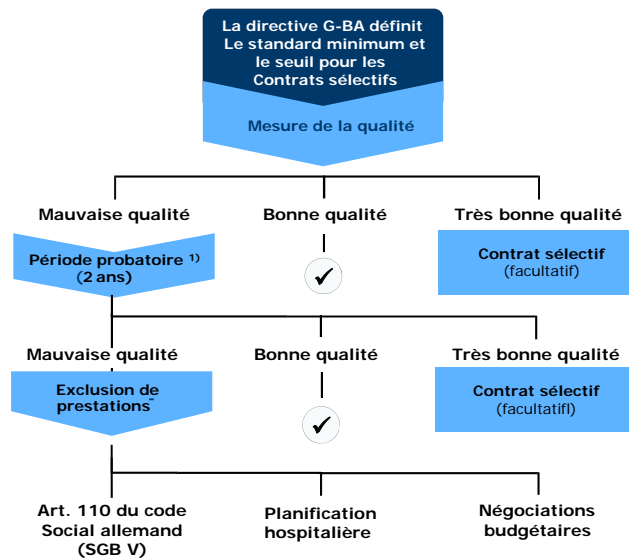 La directive G-BA définit
Le standard minimum et
le seuil pour les
Contrats sélectifs
Mesure de la qualité
Mauvaise qualité
Bonne qualité
Très bonne qualité
Période probatoire 1)
(2 ans)
Contrat sélectif
(facultatif)
Mauvaise qualité
Bonne qualité
Très bonne qualité
Exclusion de
prestations
Contrat sélectif
(facultatifl)
Art. 110 du code
Social allemand
(SGB V)
Planification
hospitalière
Négociations
budgétaires